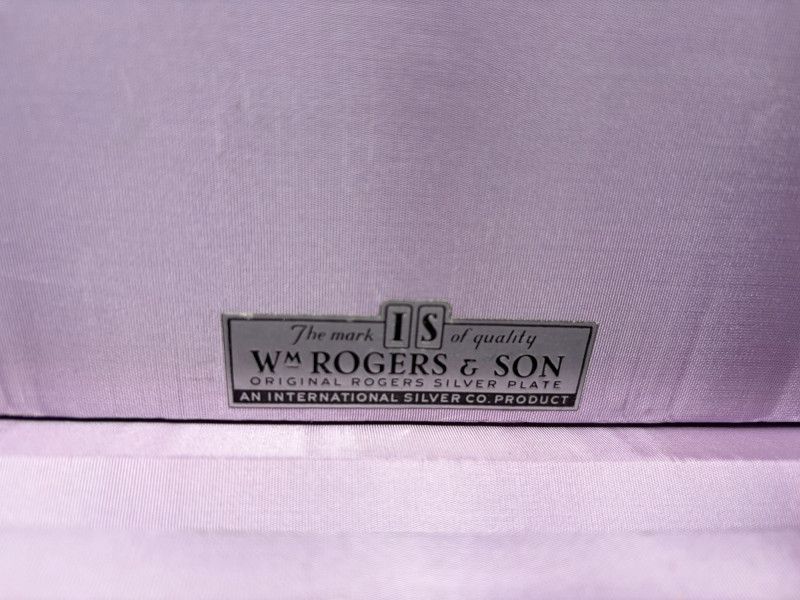 The mark IS of quality
WM ROGERS & SON
ORIGINAL ROGERS SILVER PLATE
AN INTERNATIONAL SILVER CO. PRODUCT